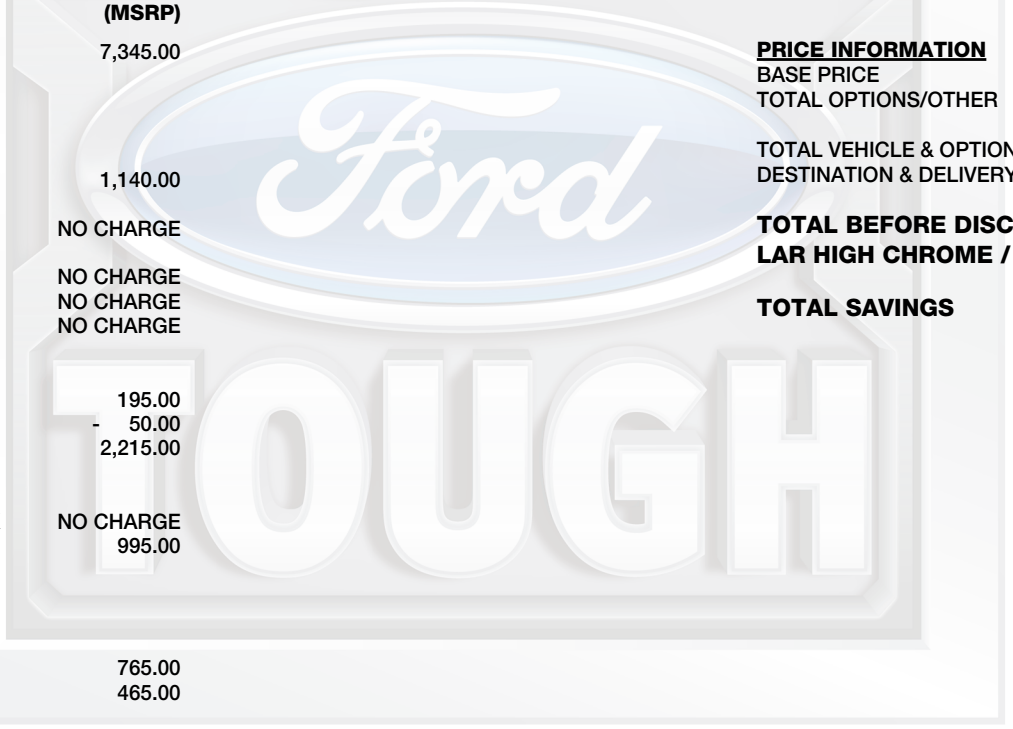 (MSRP)
7,345.00
1,140.00
NO CHARGE
NO CHARGE
NO CHARGE
NO CHARGE
195.00
- 50.00
2,215.00
NO CHARGE
995.00
765.00
465.00
PRICE INFORMATION
BASE PRICE
TOTAL OPTIONS/OTHER
TOTAL VEHICLE & OPTION
DESTINATION & DELIVERY
TOTAL BEFORE DISC
LAR HIGH CHROME /
TOTAL SAVINGS
Ford
TOUGH